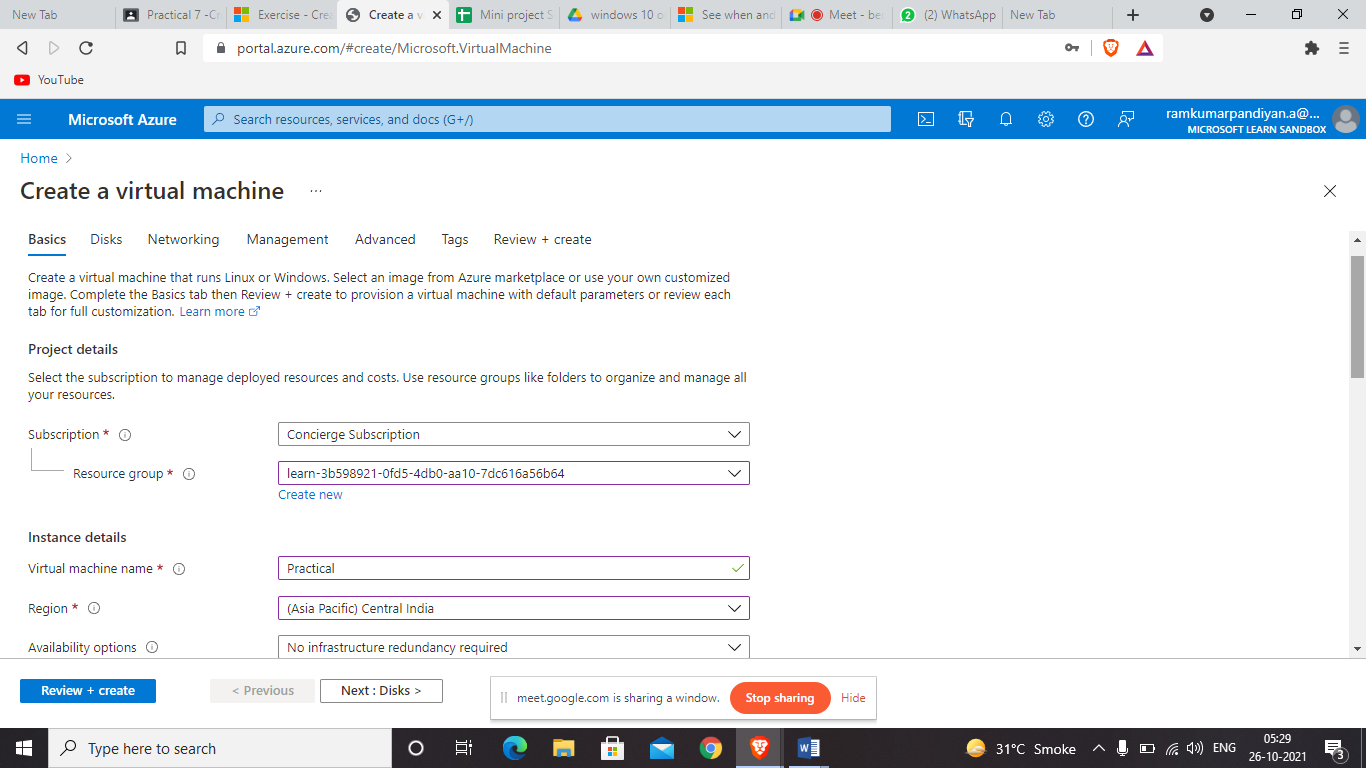 New Tab
Practical 7 -Cr
Exercise - Crea
Create a v
Mini project S
windows 10 o
See when and
Meet - be
(2) WhatsApp
New Tab
portal.azure.com/#create/Microsoft.VirtualMachine
YouTube
Microsoft Azure
Search resources, services, and docs (G+/)
ramkumarpandiyan.a@...
MICROSOFT LEARN SANDBOX
Home
Create a virtual machine ...
Basics Disks Networking Management Advanced Tags Review + create
Create a virtual machine that runs Linux or Windows. Select an image from Azure marketplace or use your own customized
image. Complete the Basics tab then Review + create to provision a virtual machine with default parameters or review each
tab for full customization. Learn more
Project details
Select the subscription to manage deployed resources and costs. Use resource groups like folders to organize and manage all
your resources.
Subscription * Concierge Subscription
Resource group * learn-3b598921-0fd5-4db0-aa10-7dc616a56b64
Create new
Instance details
Virtual machine name * Practical
Region * (Asia Pacific) Central India
Availability options No infrastructure redundancy required
Review + create < Previous Next : Disks >
meet.google.com is sharing a window. Stop sharing Hide
Type here to search
31°C Smoke
ENG
05:29
26-10-2021
3